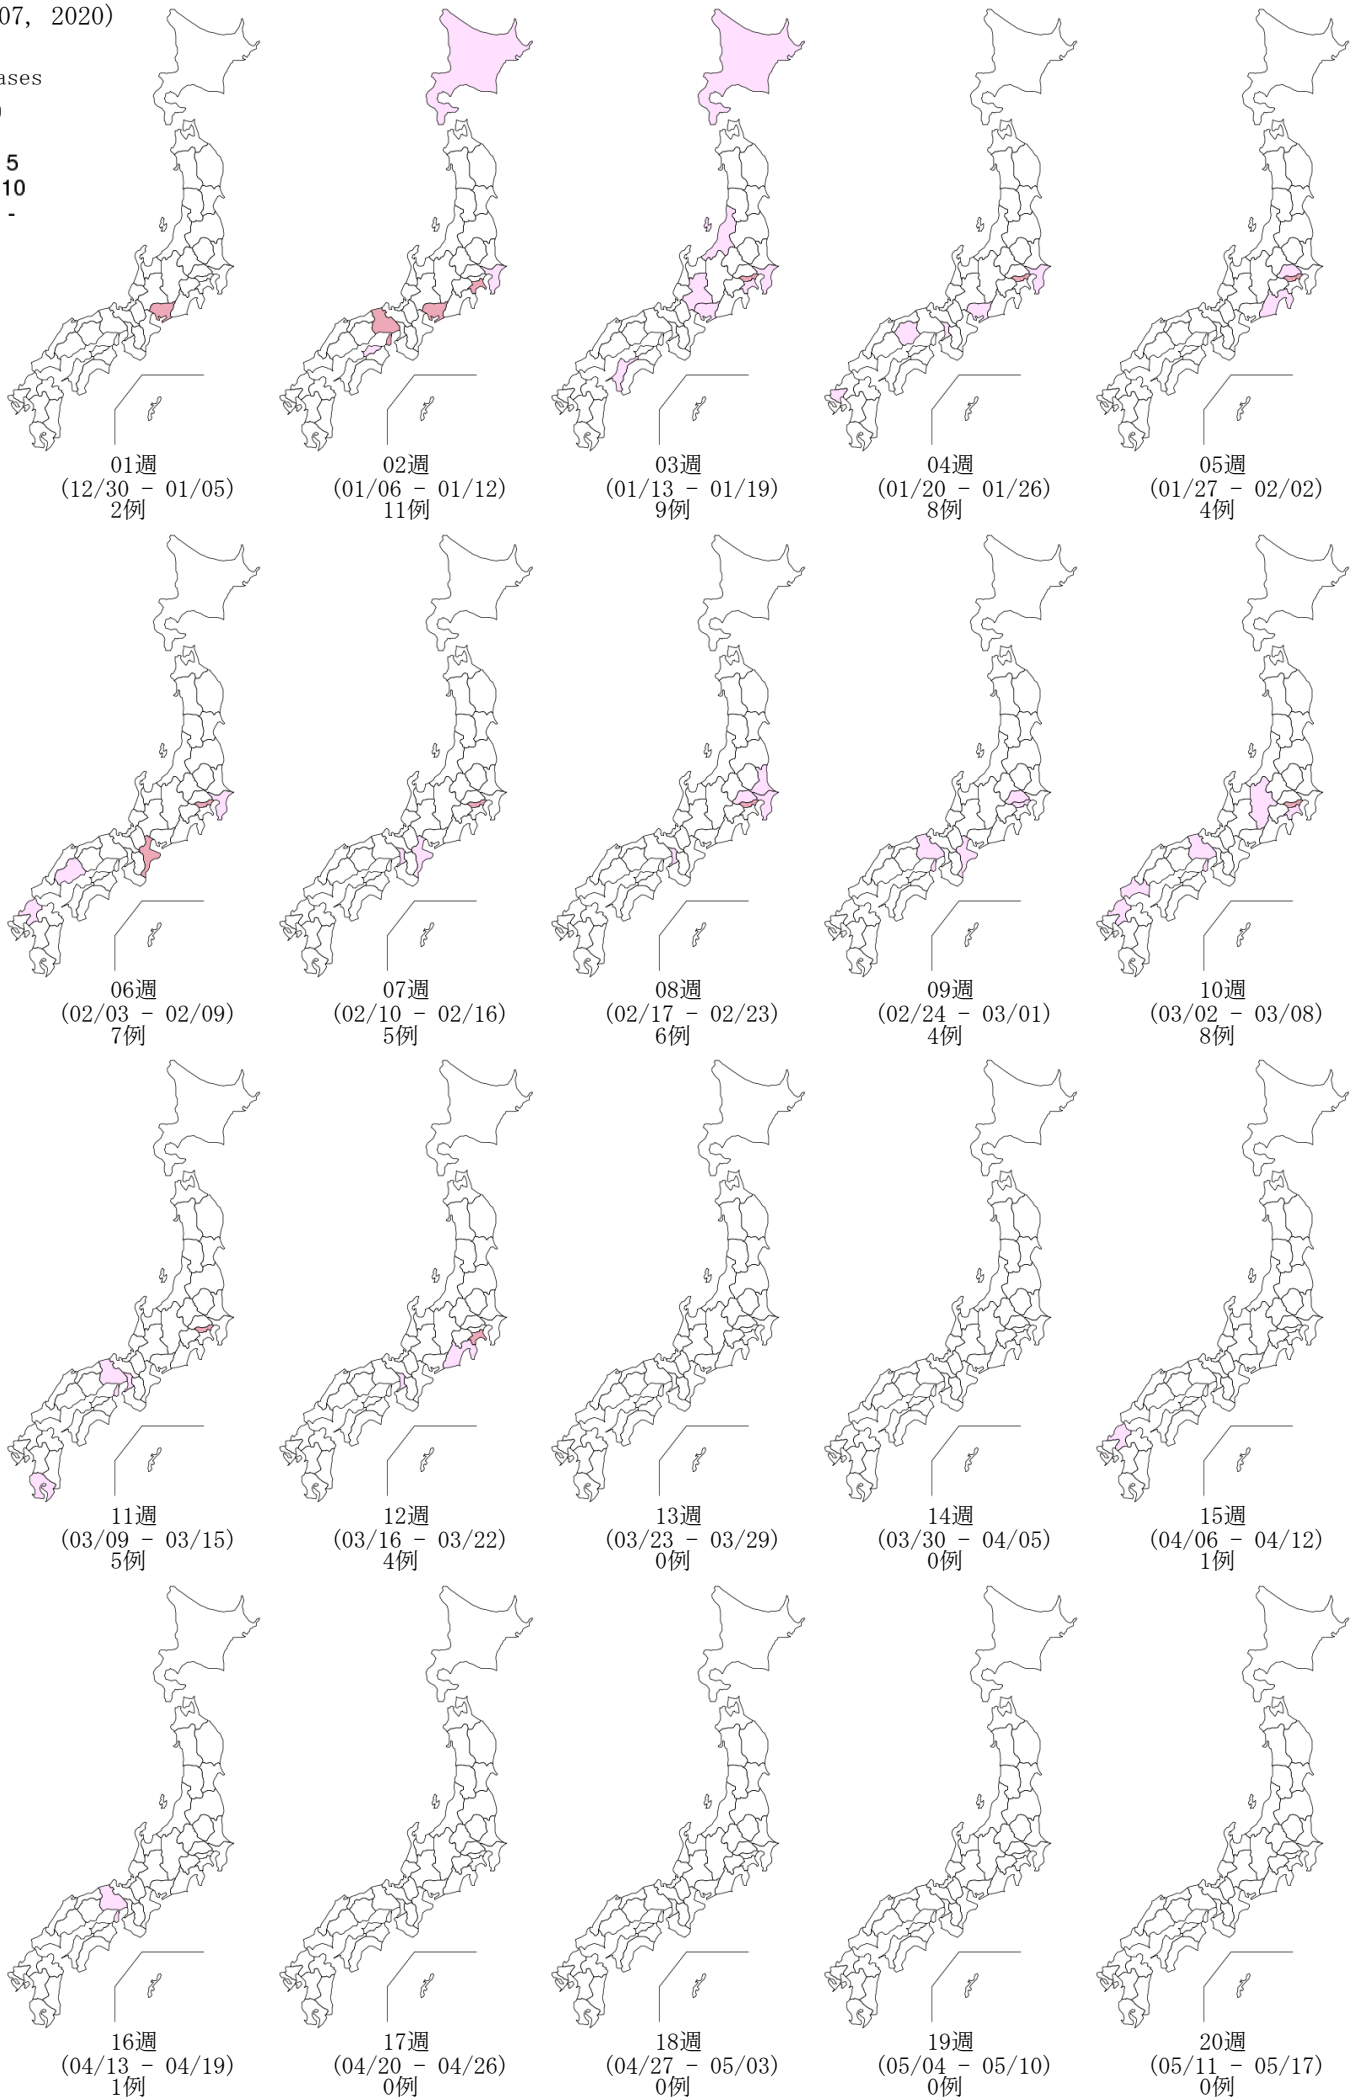 07, 2020)
ases
5
10
-
01週
(12/30 - 01/05)
2例
02週
(01/06 - 01/12)
11例
03週
(01/13 - 01/19)
9例
04週
(01/20 - 01/26)
8例
05週
(01/27 - 02/02)
4例
06週
(02/03 - 02/09)
7例
07週
(02/10 - 02/16)
5例
08週
(02/17 - 02/23)
6例
09週
(02/24 - 03/01)
4例
10週
(03/02 - 03/08)
8例
11週
(03/09 - 03/15)
5例
12週
(03/16 - 03/22)
4例
13週
(03/23 - 03/29)
0例
14週
(03/30 - 04/05)
0例
15週
(04/06 - 04/12)
1例
16週
(04/13 - 04/19)
1例
17週
(04/20 - 04/26)
0例
18週
(04/27 - 05/03)
0例
19週
(05/04 - 05/10)
0例
20週
(05/11 - 05/17)
0例